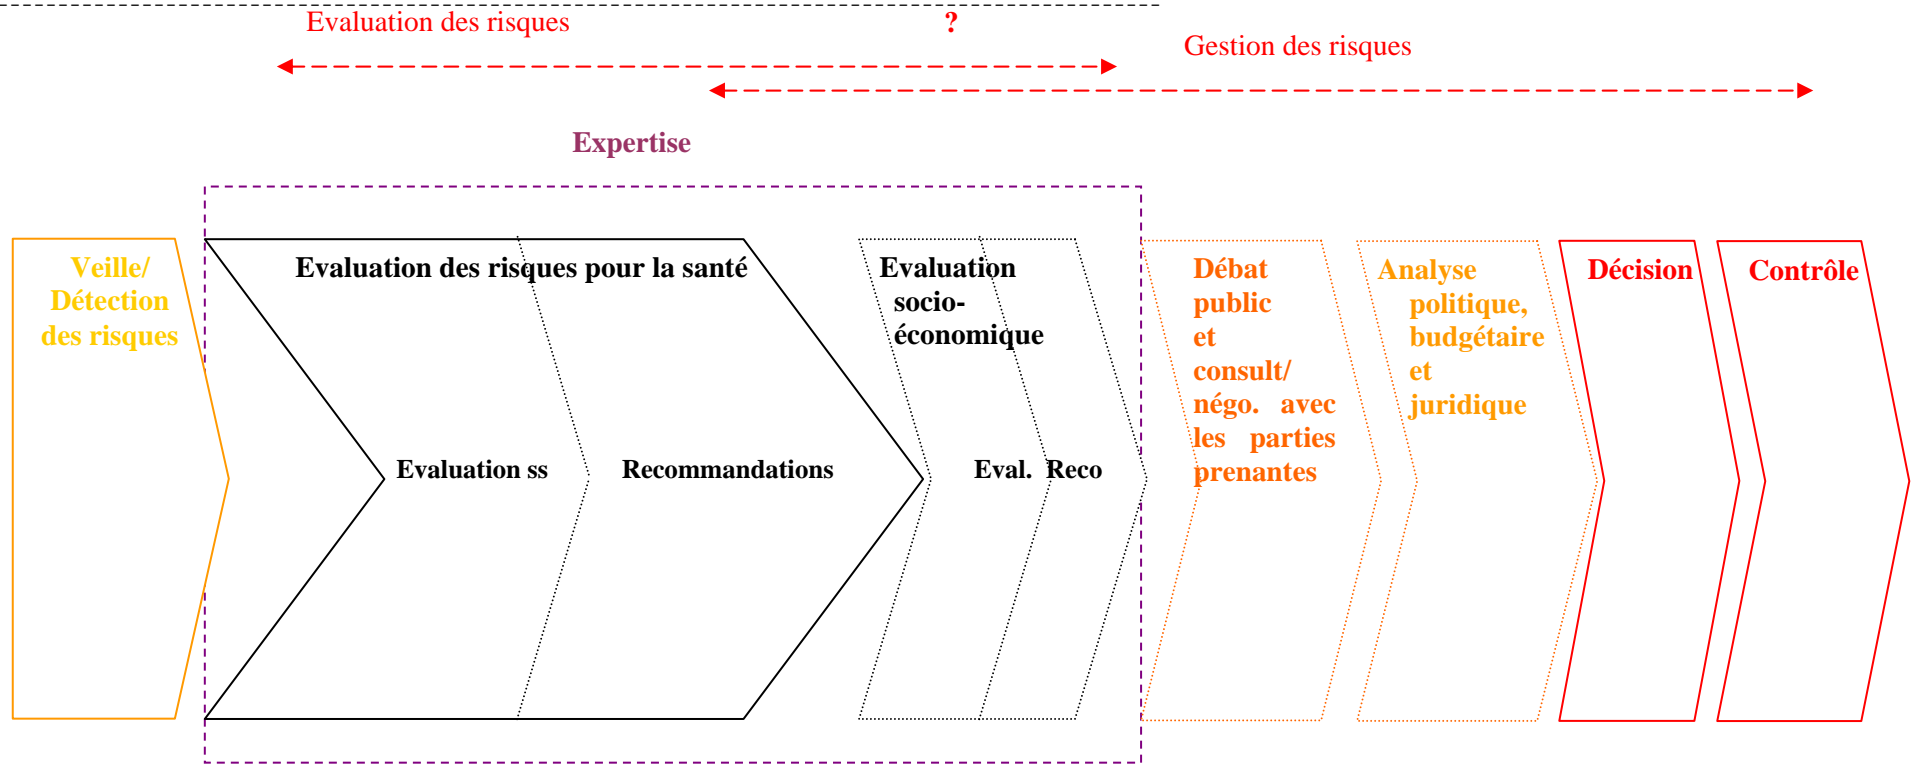 Evaluation des risques
?
Gestion des risques
Expertise
Veille/
Détection
des risques
Evaluation des risques pour la santé
Evaluation ss
Recommandations
Evaluation
socio-
économique
Eval. Reco
Débat
public
et
consult/
négo. avec
les parties
prenantes
Analyse
politique,
budgétaire
et
juridique
Décision
Contrôle